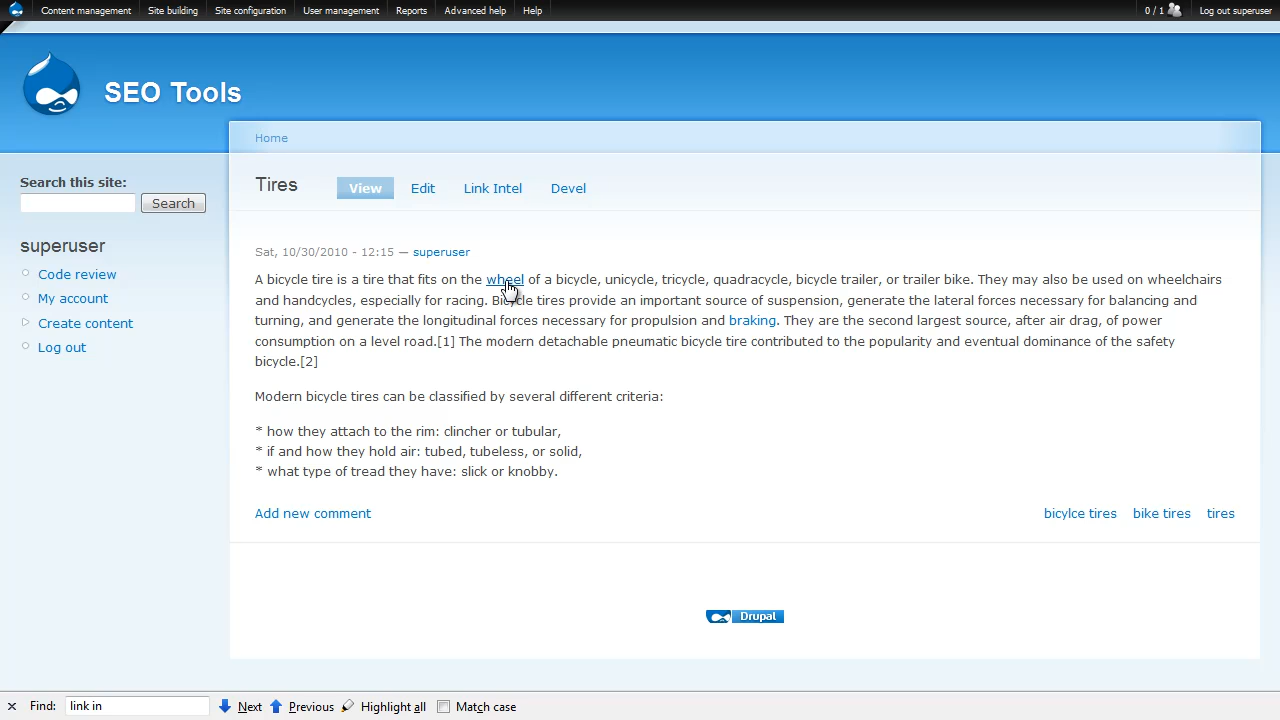 Content management Site building Site configuration User management Reports Advanced help Help 0 / 1 Log out superuser
SEO Tools
Home
Search this site:
Search
superuser
Code review
My account
Create content
Log out
Tires View Edit Link Intel Devel
Sat, 10/30/2010 - 12:15 — superuser
A bicycle tire is a tire that fits on the wheel of a bicycle, unicycle, tricycle, quadracycle, bicycle trailer, or trailer bike. They may also be used on wheelchairs
and handcycles, especially for racing. Bicycle tires provide an important source of suspension, generate the lateral forces necessary for balancing and
turning, and generate the longitudinal forces necessary for propulsion and braking. They are the second largest source, after air drag, of power
consumption on a level road.[1] The modern detachable pneumatic bicycle tire contributed to the popularity and eventual dominance of the safety
bicycle.[2]
Modern bicycle tires can be classified by several different criteria:
* how they attach to the rim: clincher or tubular,
* if and how they hold air: tubed, tubeless, or solid,
* what type of tread they have: slick or knobby.
Add new comment bicylce tires bike tires tires
Drupal
Find: link in Next Previous Highlight all Match case